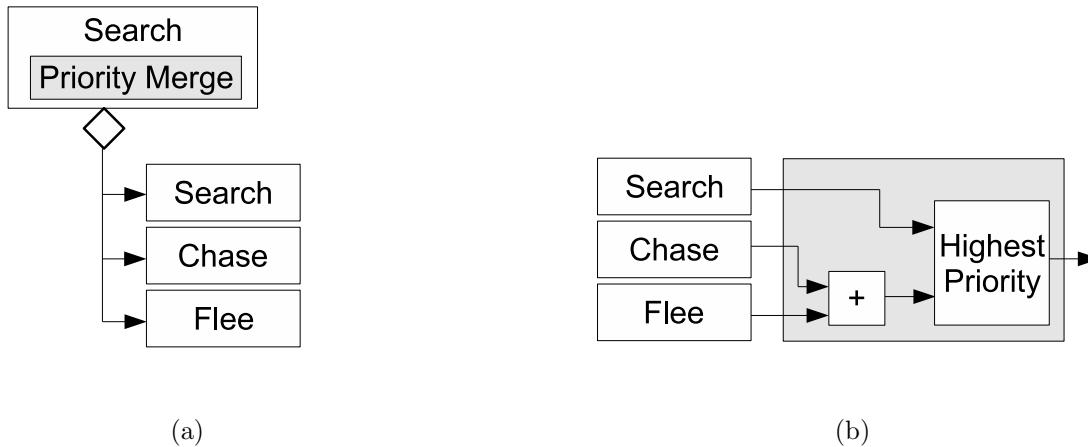 Search
Priority Merge
Search
Chase
Flee
(a)
Search
Chase
Flee
+
Highest
Priority
(b)